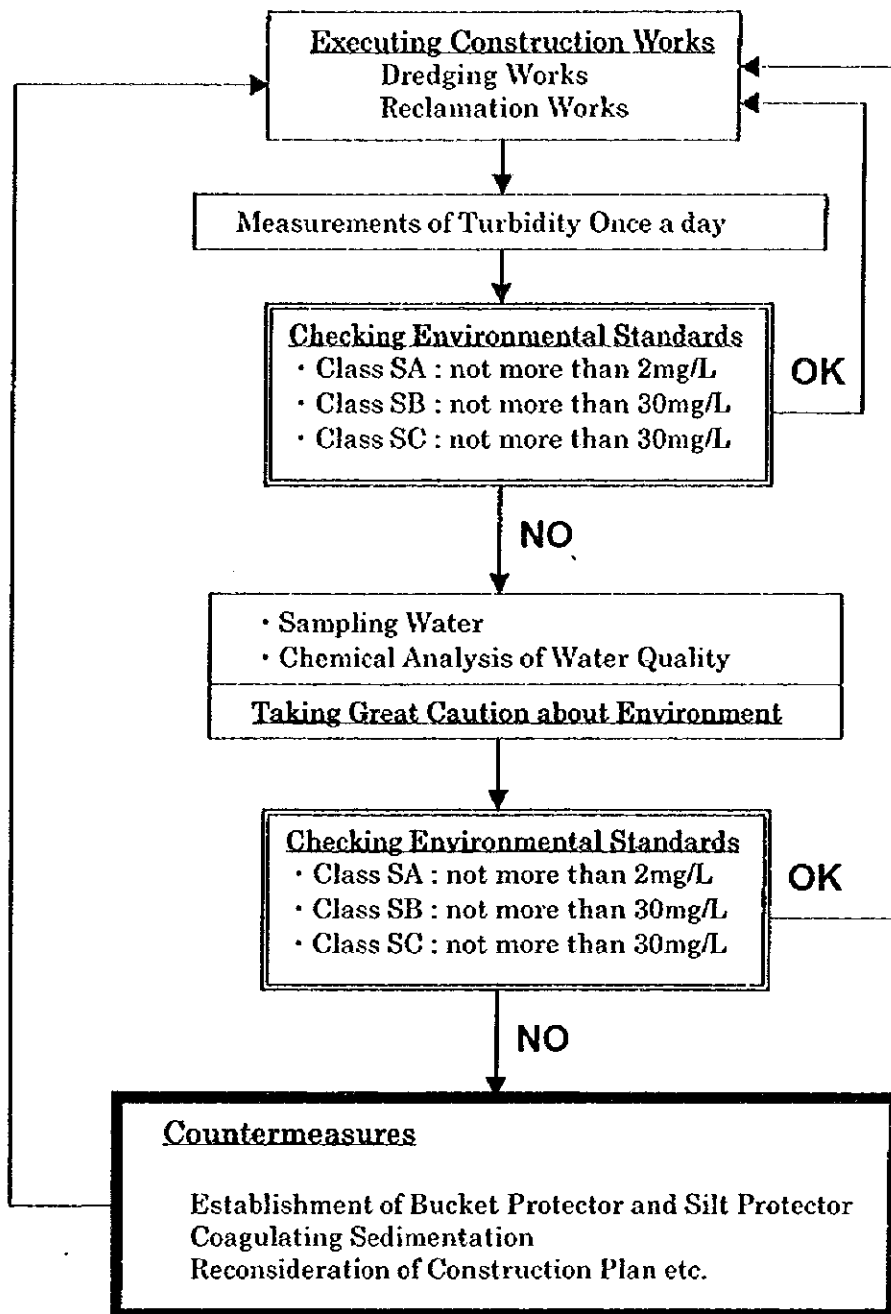 Executing Construction Works
Dredging Works
Reclamation Works
Measurements of Turbidity Once a day
Checking Environmental Standards
・Class SA : not more than 2mg/L
・Class SB : not more than 30mg/L
・Class SC : not more than 30mg/L
OK
NO
・Sampling Water
・Chemical Analysis of Water Quality
Taking Great Caution about Environment
Checking Environmental Standards
・Class SA : not more than 2mg/L
・Class SB : not more than 30mg/L
・Class SC : not more than 30mg/L
OK
NO
Countermeasures
Establishment of Bucket Protector and Silt Protector
Coagulating Sedimentation
Reconsideration of Construction Plan etc.